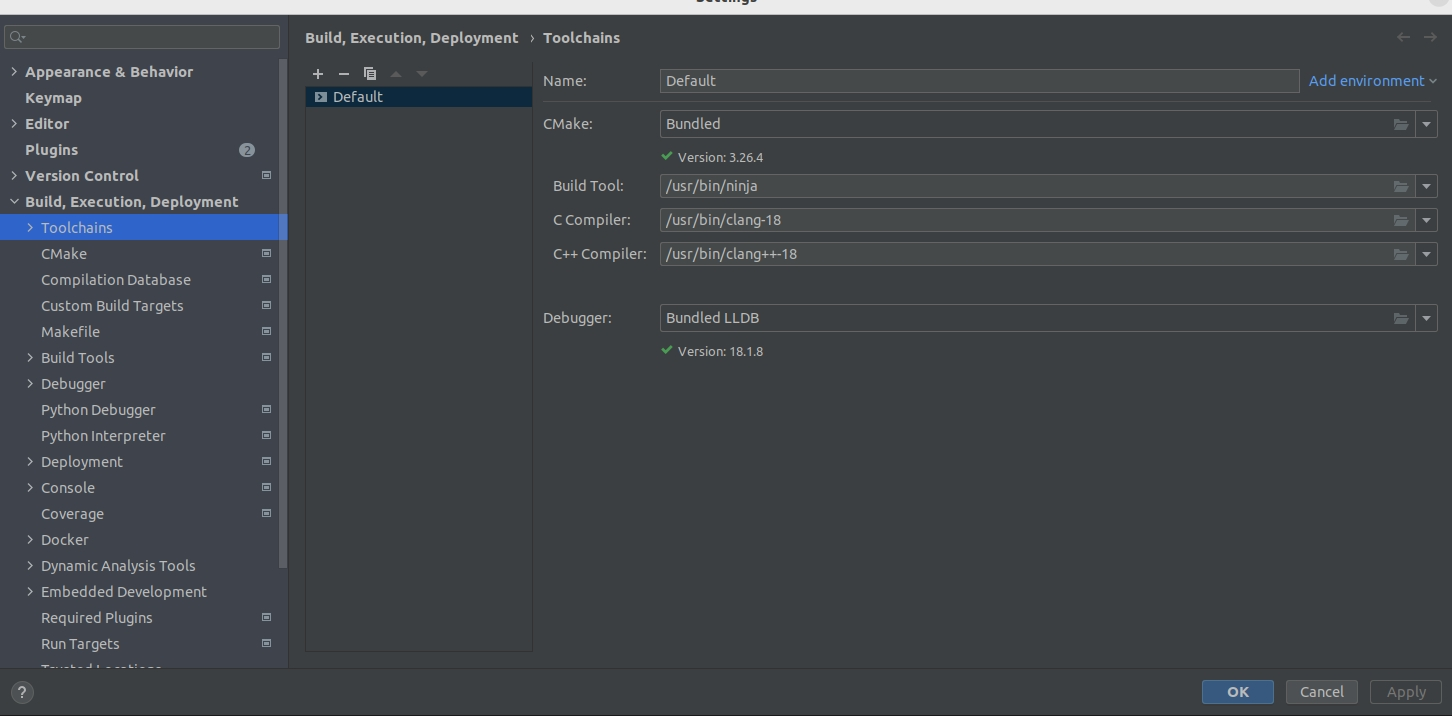 Settings
Build, Execution, Deployment › Toolchains
Appearance & Behavior
Keymap
Editor
Plugins 2
Version Control
Build, Execution, Deployment
Toolchains
CMake
Compilation Database
Custom Build Targets
Makefile
Build Tools
Debugger
Python Debugger
Python Interpreter
Deployment
Console
Coverage
Docker
Dynamic Analysis Tools
Embedded Development
Required Plugins
Run Targets
Trusted Locations
Default
Name: Default Add environment
CMake: Bundled
Version: 3.26.4
Build Tool: /usr/bin/ninja
C Compiler: /usr/bin/clang-18
C++ Compiler: /usr/bin/clang++-18
Debugger: Bundled LLDB
Version: 18.1.8
?
OK Cancel Apply